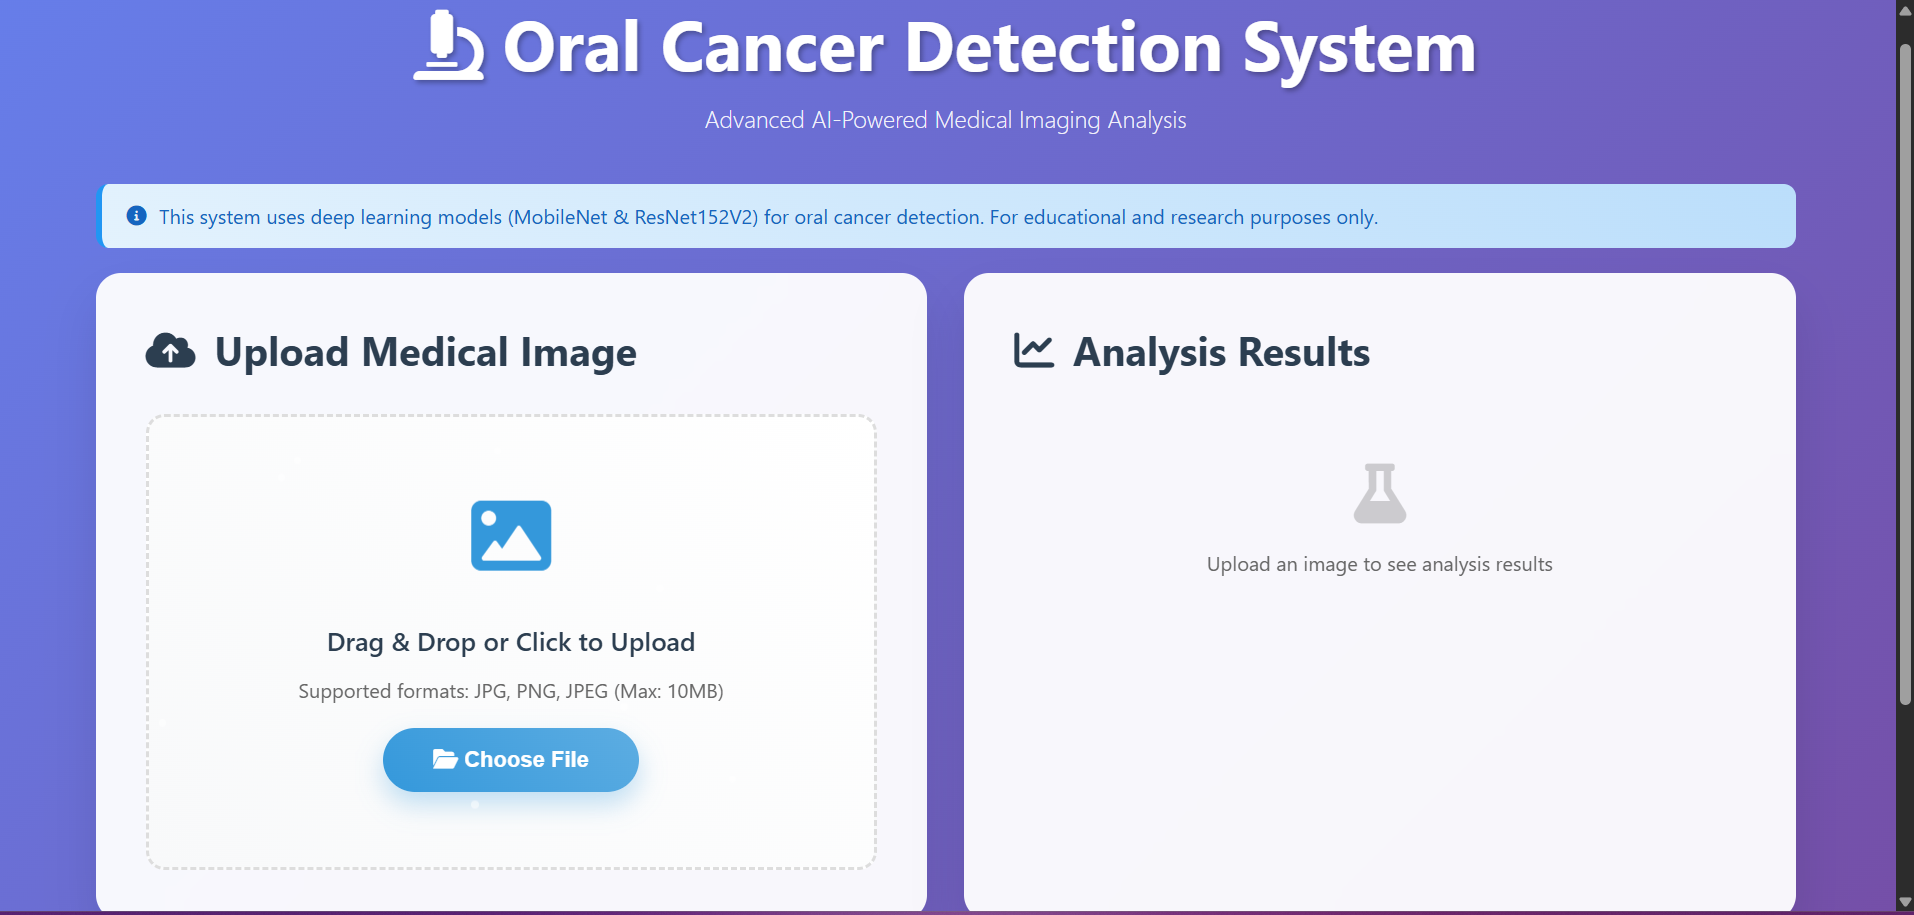 Oral Cancer Detection System
Advanced AI-Powered Medical Imaging Analysis
This system uses deep learning models (MobileNet & ResNet152V2) for oral cancer detection. For educational and research purposes only.
Upload Medical Image
Drag & Drop or Click to Upload
Supported formats: JPG, PNG, JPEG (Max: 10MB)
Choose File
Analysis Results
Upload an image to see analysis results